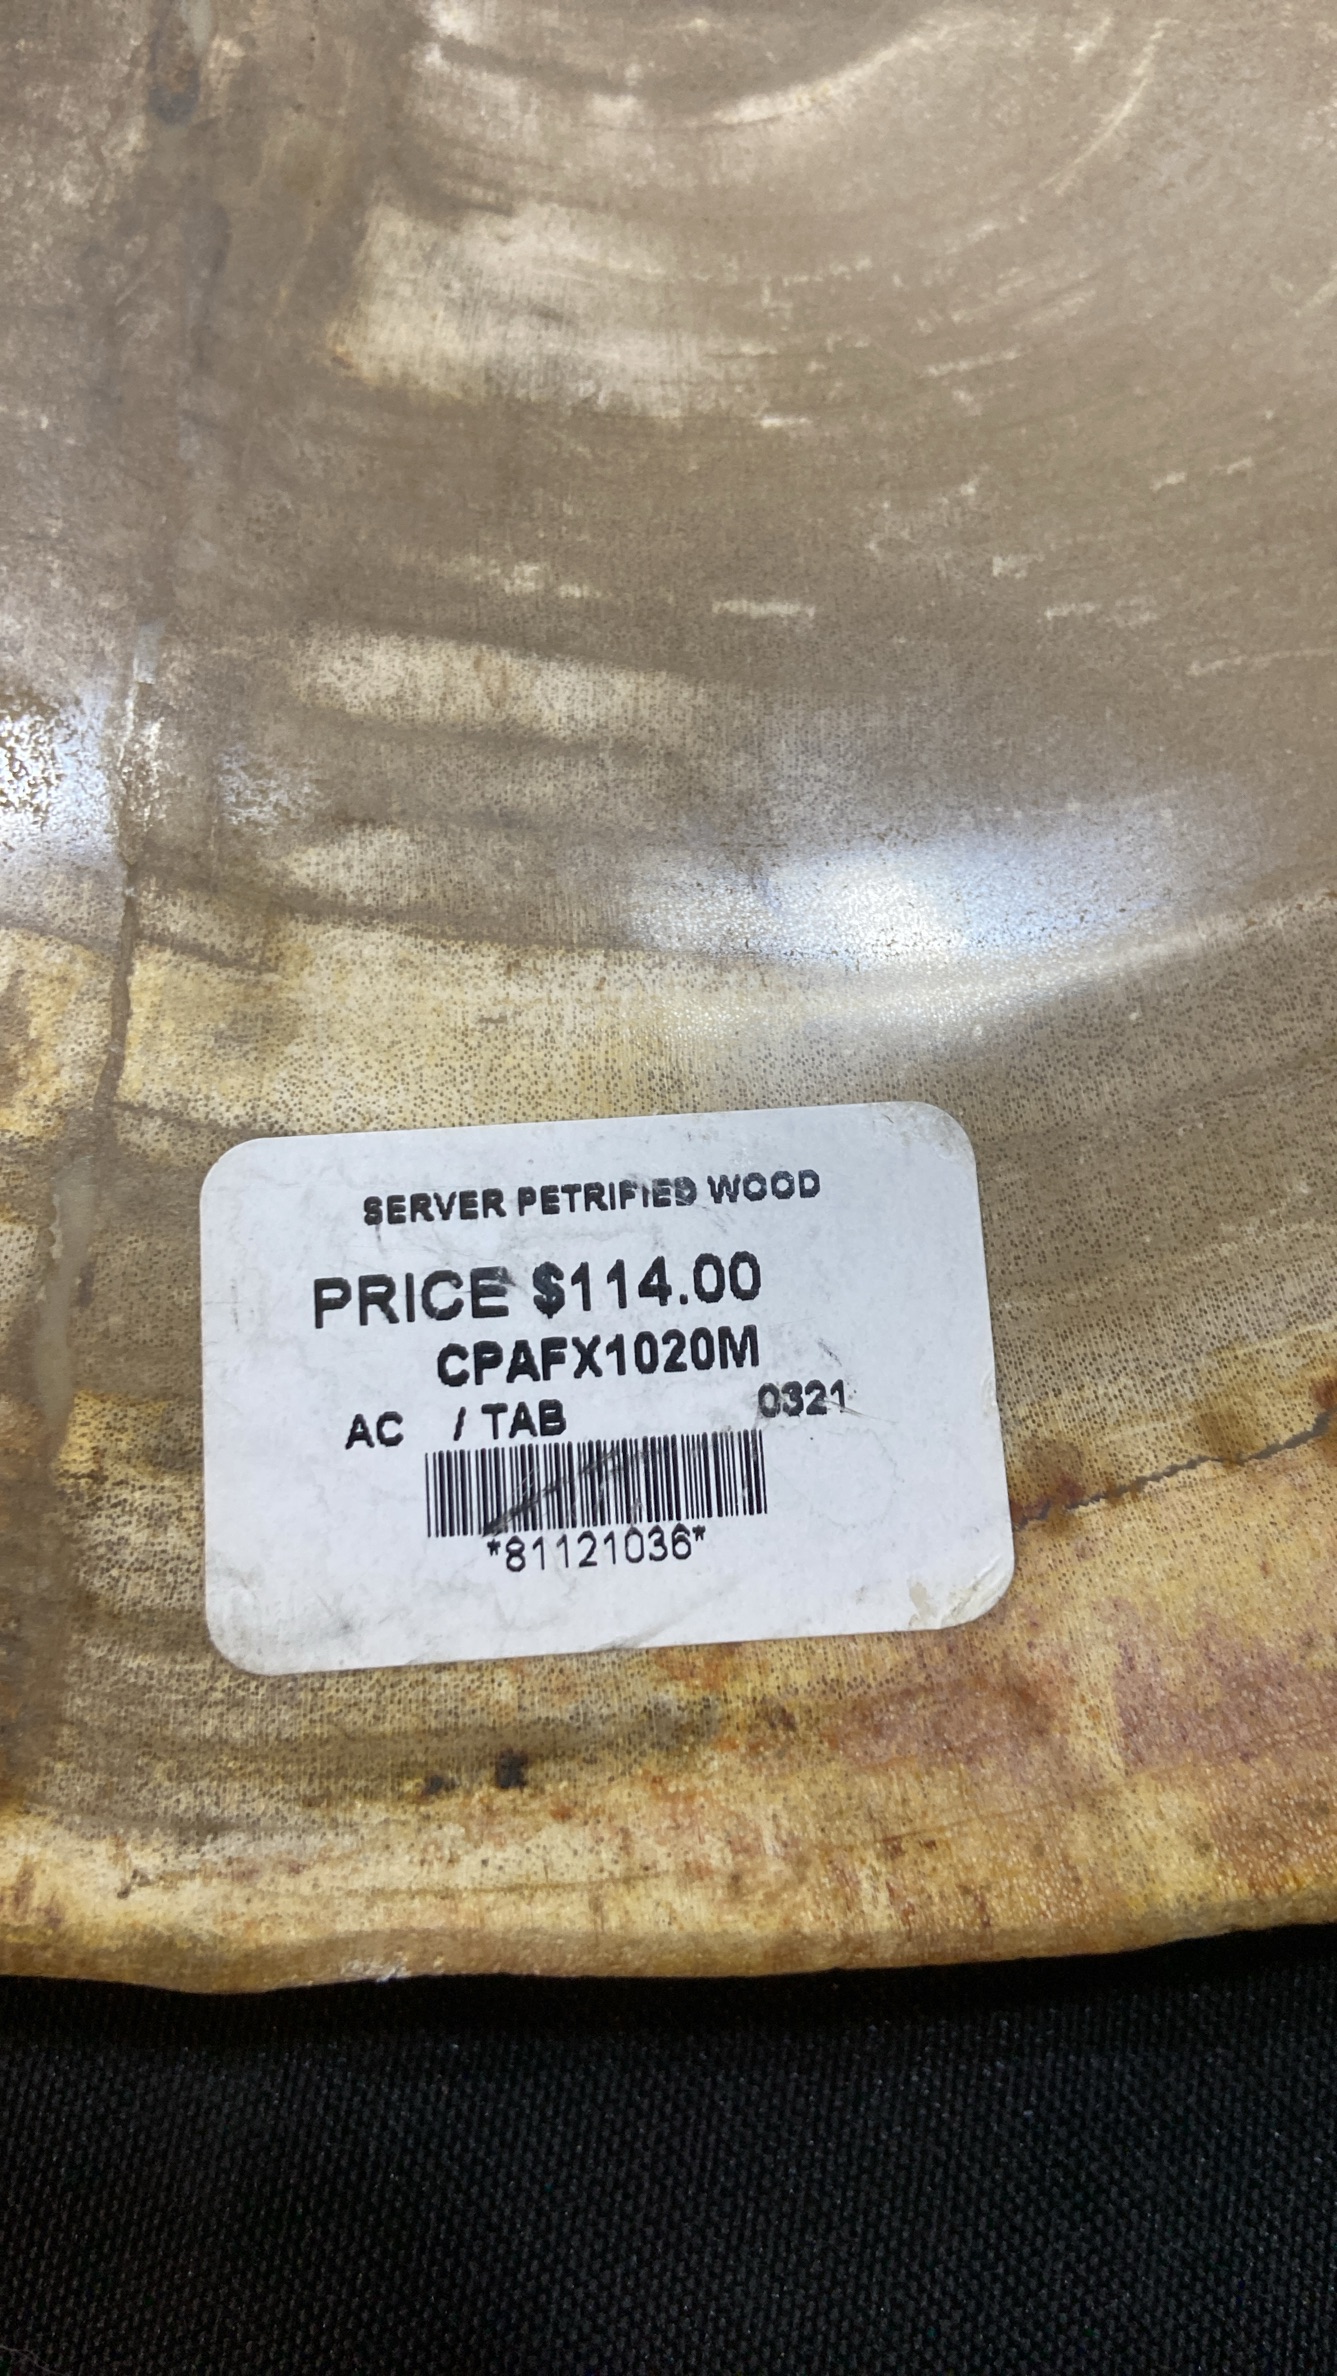 SERVER PETRIFIED WOOD
PRICE $114.00
CPAFX1020M
AC / TAB 0321
*81121036*